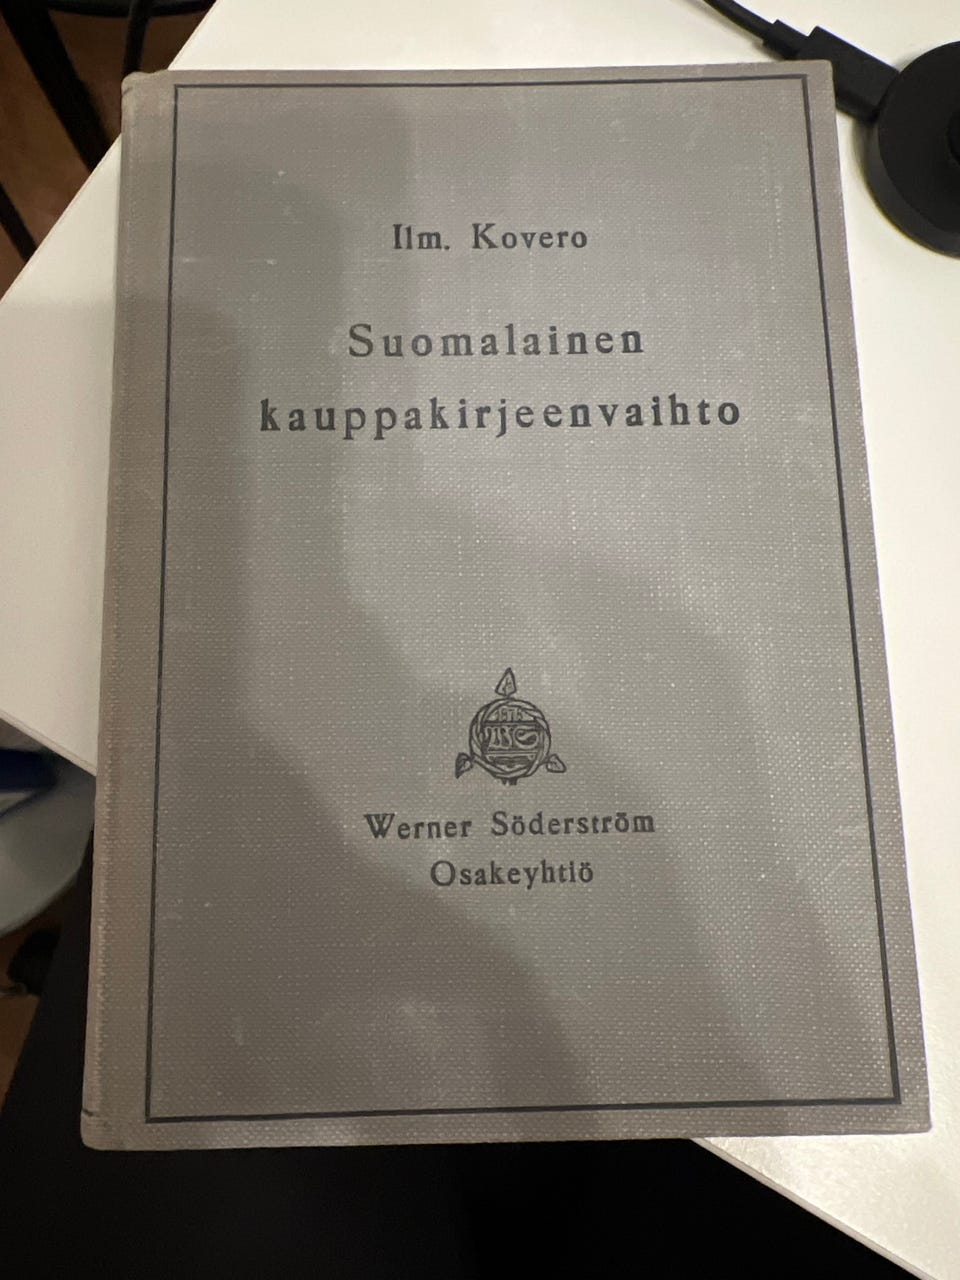 Ilm. Kovero
Suomalainen
kauppakirjeenvaihto
Werner Söderström
Osakeyhtiö